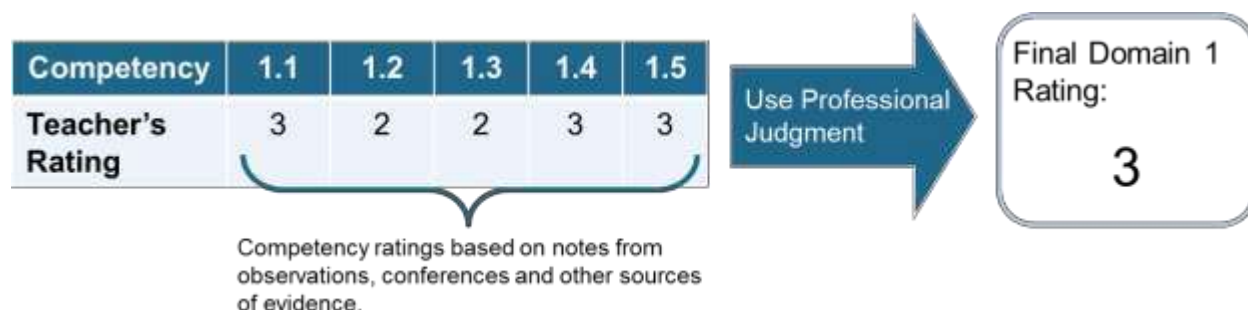 Competency 1.1 1.2 1.3 1.4 1.5
Teacher's 3 2 2 3 3
Rating
Competency ratings based on notes from
observations, conferences and other sources
of evidence.
Use Professional
Judgment
Final Domain 1
Rating:
3